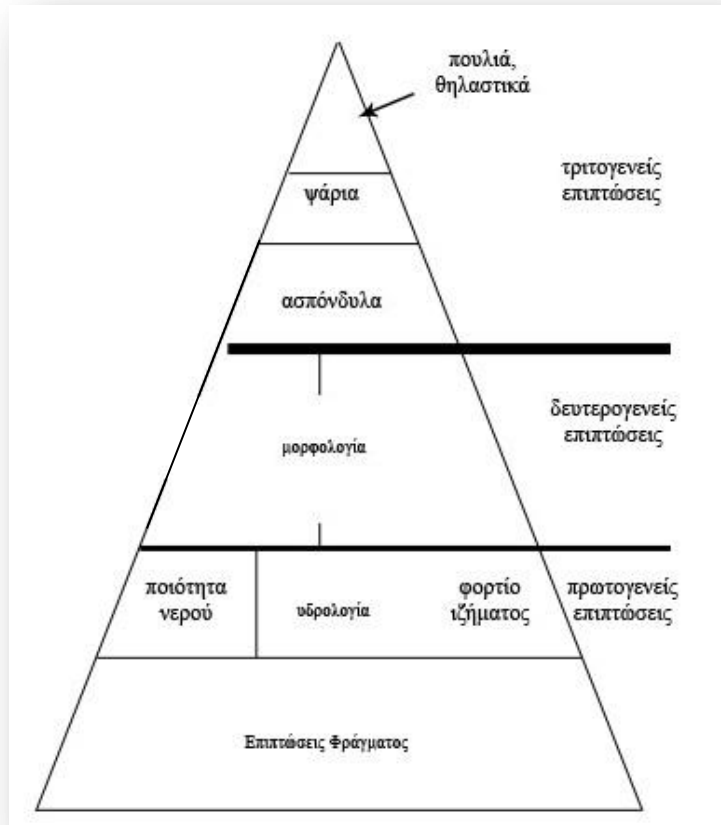 πουλιά,
θηλαστικά
τριτογενείς
επιπτώσεις
ψάρια
ασπόνδυλα
δευτερογενείς
επιπτώσεις
μορφολογία
ποιότητα
νερού
υδρολογία
φορτίο
ιζήματος
πρωτογενείς
επιπτώσεις
Επιπτώσεις Φράγματος